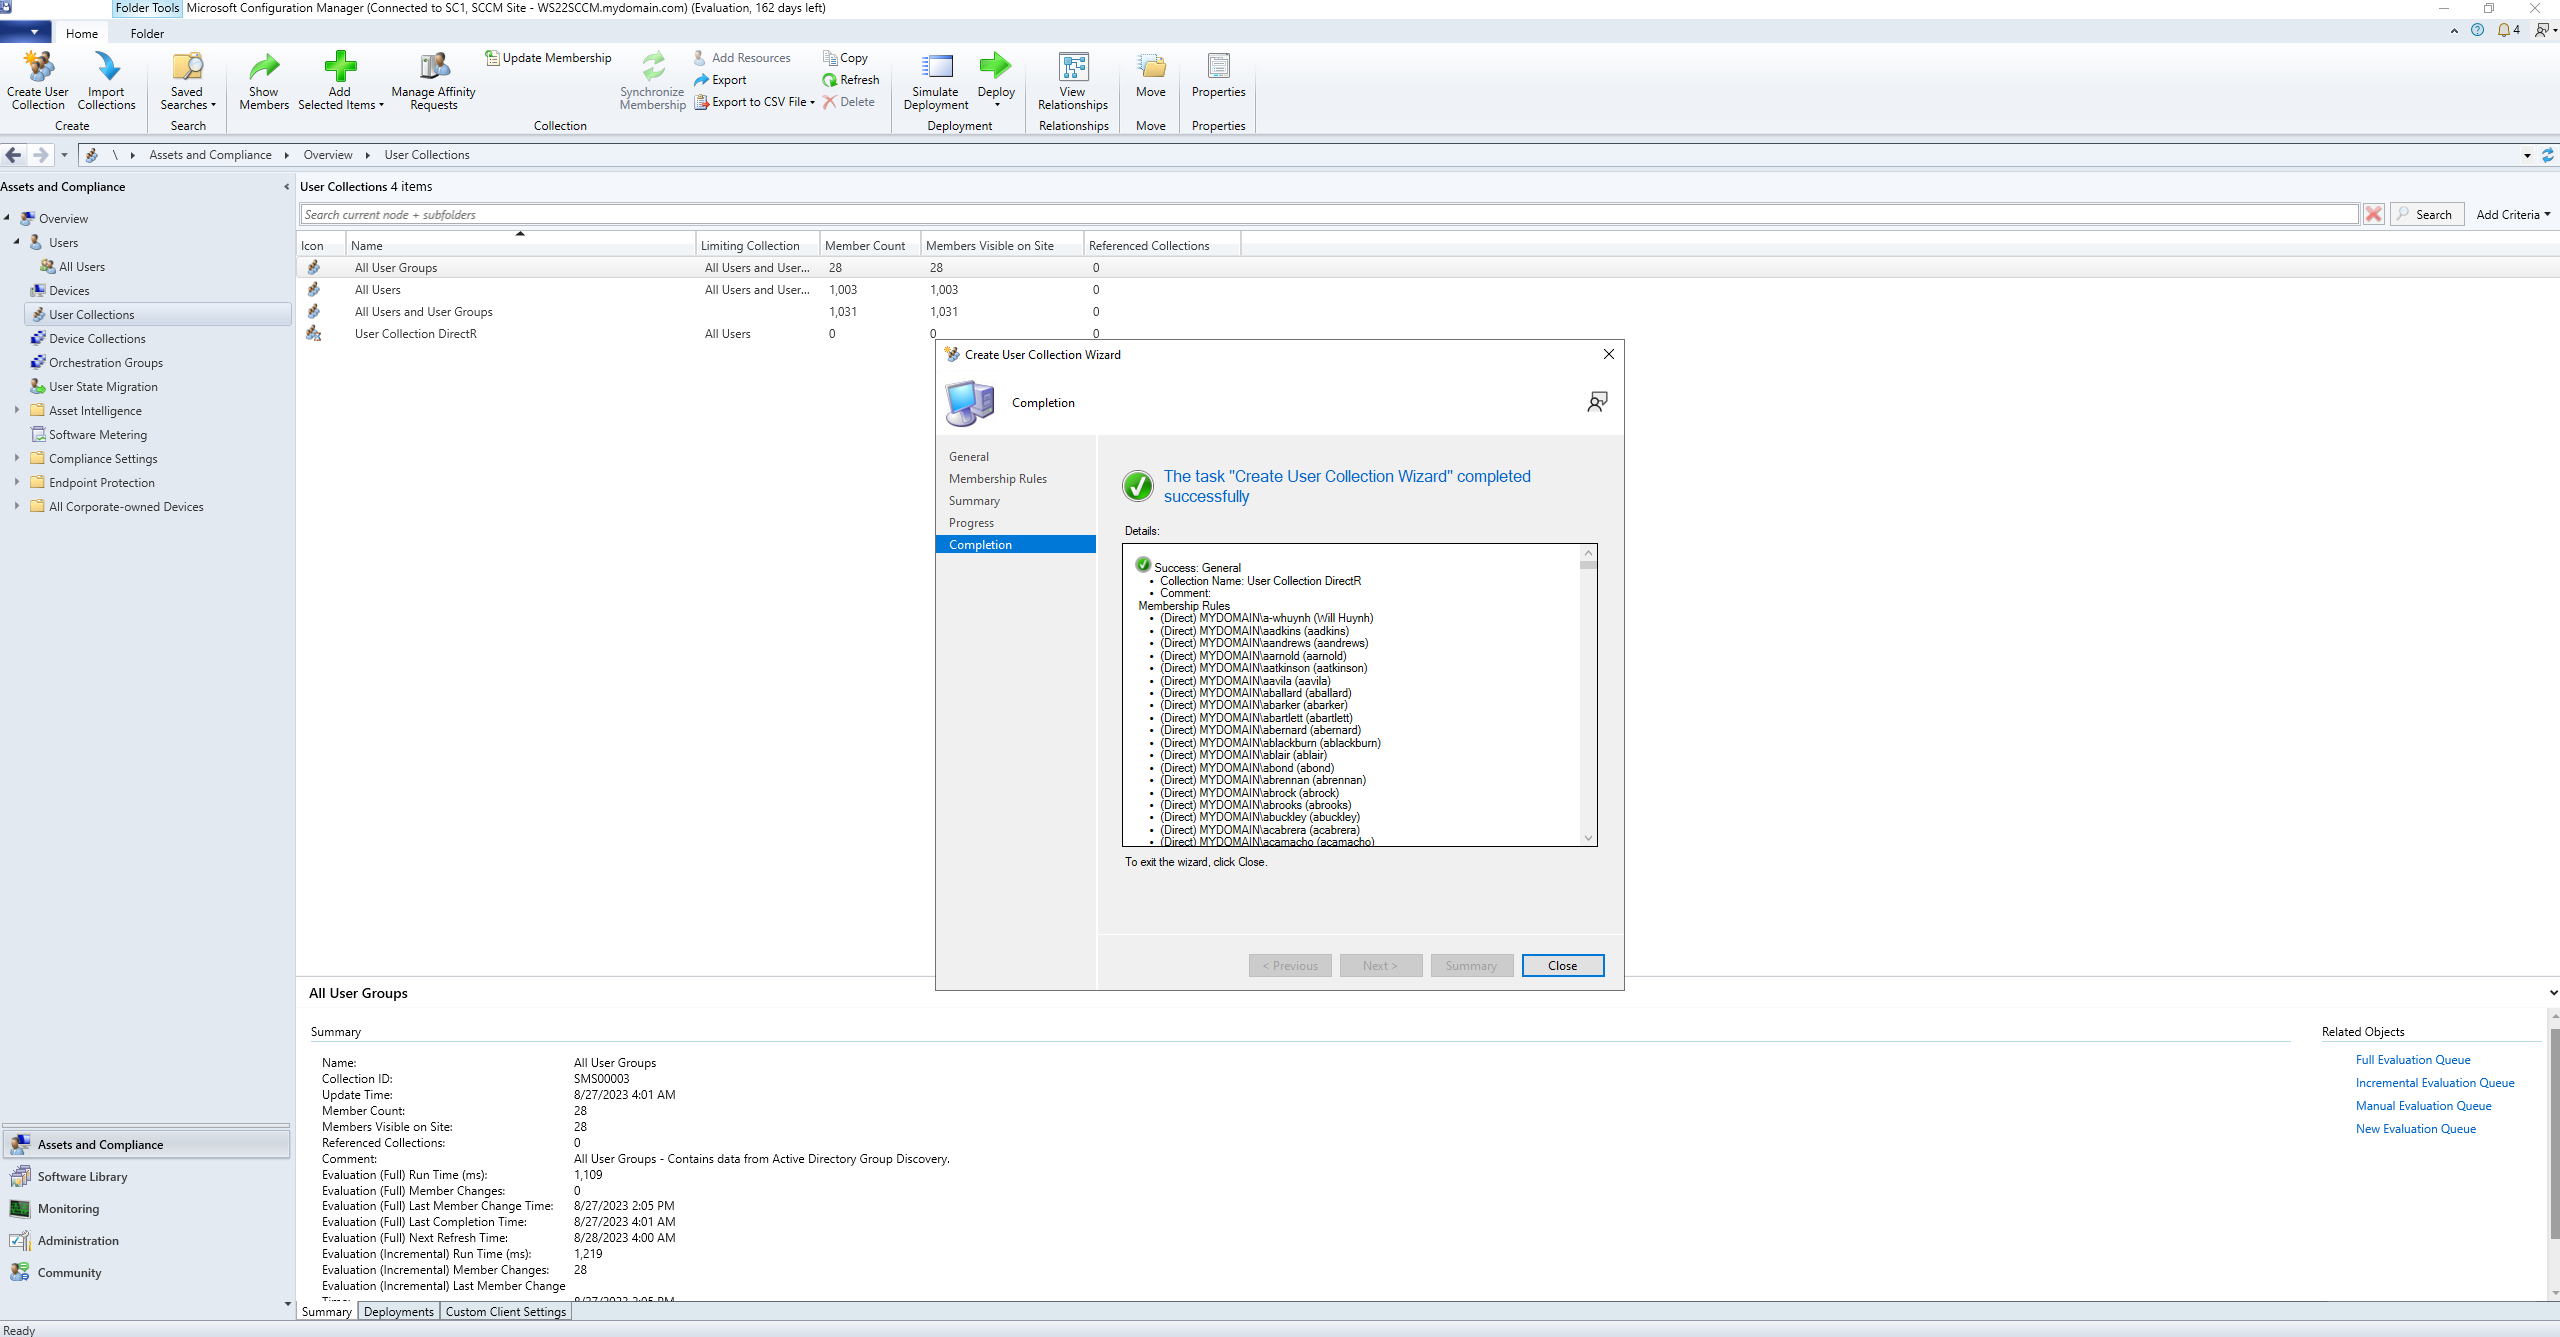 Folder Tools Microsoft Configuration Manager (Connected to SC1, SCCM Site - WS22SCCM.mydomain.com) (Evaluation, 162 days left)
Home Folder
4
Create User Collection
Import Collections
Saved Searches
Show Members
Add Selected Items
Manage Affinity Requests
Update Membership
Synchronize Membership
Add Resources
Export
Export to CSV File
Copy
Refresh
Delete
Simulate Deployment
Deploy
View Relationships
Move
Properties
Create Search Collection Deployment Relationships Move Properties
\ Assets and Compliance Overview User Collections
Assets and Compliance
Overview
Users
All Users
Devices
User Collections
Device Collections
Orchestration Groups
User State Migration
Asset Intelligence
Software Metering
Compliance Settings
Endpoint Protection
All Corporate-owned Devices
Assets and Compliance
Software Library
Monitoring
Administration
Community
User Collections 4 items
Search current node + subfolders
Search Add Criteria
Icon Name Limiting Collection Member Count Members Visible on Site Referenced Collections
All User Groups All Users and User... 28 28 0
All Users All Users and User... 1,003 1,003 0
All Users and User Groups 1,031 1,031 0
User Collection DirectR All Users 0 0 0
Create User Collection Wizard
Completion
General
Membership Rules
Summary
Progress
Completion
The task "Create User Collection Wizard" completed
successfully
Details:
Success: General
• Collection Name: User Collection DirectR
• Comment:
Membership Rules
• (Direct) MYDOMAIN\a-whuynh (Will Huynh)
• (Direct) MYDOMAIN\aadkins (aadkins)
• (Direct) MYDOMAIN\aandrews (aandrews)
• (Direct) MYDOMAIN\aarnold (aarnold)
• (Direct) MYDOMAIN\aatkinson (aatkinson)
• (Direct) MYDOMAIN\aavila (aavila)
• (Direct) MYDOMAIN\aballard (aballard)
• (Direct) MYDOMAIN\abarker (abarker)
• (Direct) MYDOMAIN\abartlett (abartlett)
• (Direct) MYDOMAIN\abernard (abernard)
• (Direct) MYDOMAIN\ablackburn (ablackburn)
• (Direct) MYDOMAIN\ablair (ablair)
• (Direct) MYDOMAIN\abond (abond)
• (Direct) MYDOMAIN\abrennan (abrennan)
• (Direct) MYDOMAIN\abrock (abrock)
• (Direct) MYDOMAIN\abrooks (abrooks)
• (Direct) MYDOMAIN\abuckley (abuckley)
• (Direct) MYDOMAIN\acabrera (acabrera)
• (Direct) MYDOMAIN\acamacho (acamacho)
To exit the wizard, click Close.
< Previous Next > Summary Close
All User Groups
Summary
Name: All User Groups
Collection ID: SMS00003
Update Time: 8/27/2023 4:01 AM
Member Count: 28
Members Visible on Site: 28
Referenced Collections: 0
Comment: All User Groups - Contains data from Active Directory Group Discovery.
Evaluation (Full) Run Time (ms): 1,109
Evaluation (Full) Member Changes: 0
Evaluation (Full) Last Member Change Time: 8/27/2023 2:05 PM
Evaluation (Full) Last Completion Time: 8/27/2023 4:01 AM
Evaluation (Full) Next Refresh Time: 8/28/2023 4:00 AM
Evaluation (Incremental) Run Time (ms): 1,219
Evaluation (Incremental) Member Changes: 28
Evaluation (Incremental) Last Member Change
Time: 8/27/2023 2:05 PM
Related Objects
Full Evaluation Queue
Incremental Evaluation Queue
Manual Evaluation Queue
New Evaluation Queue
Summary Deployments Custom Client Settings
Ready